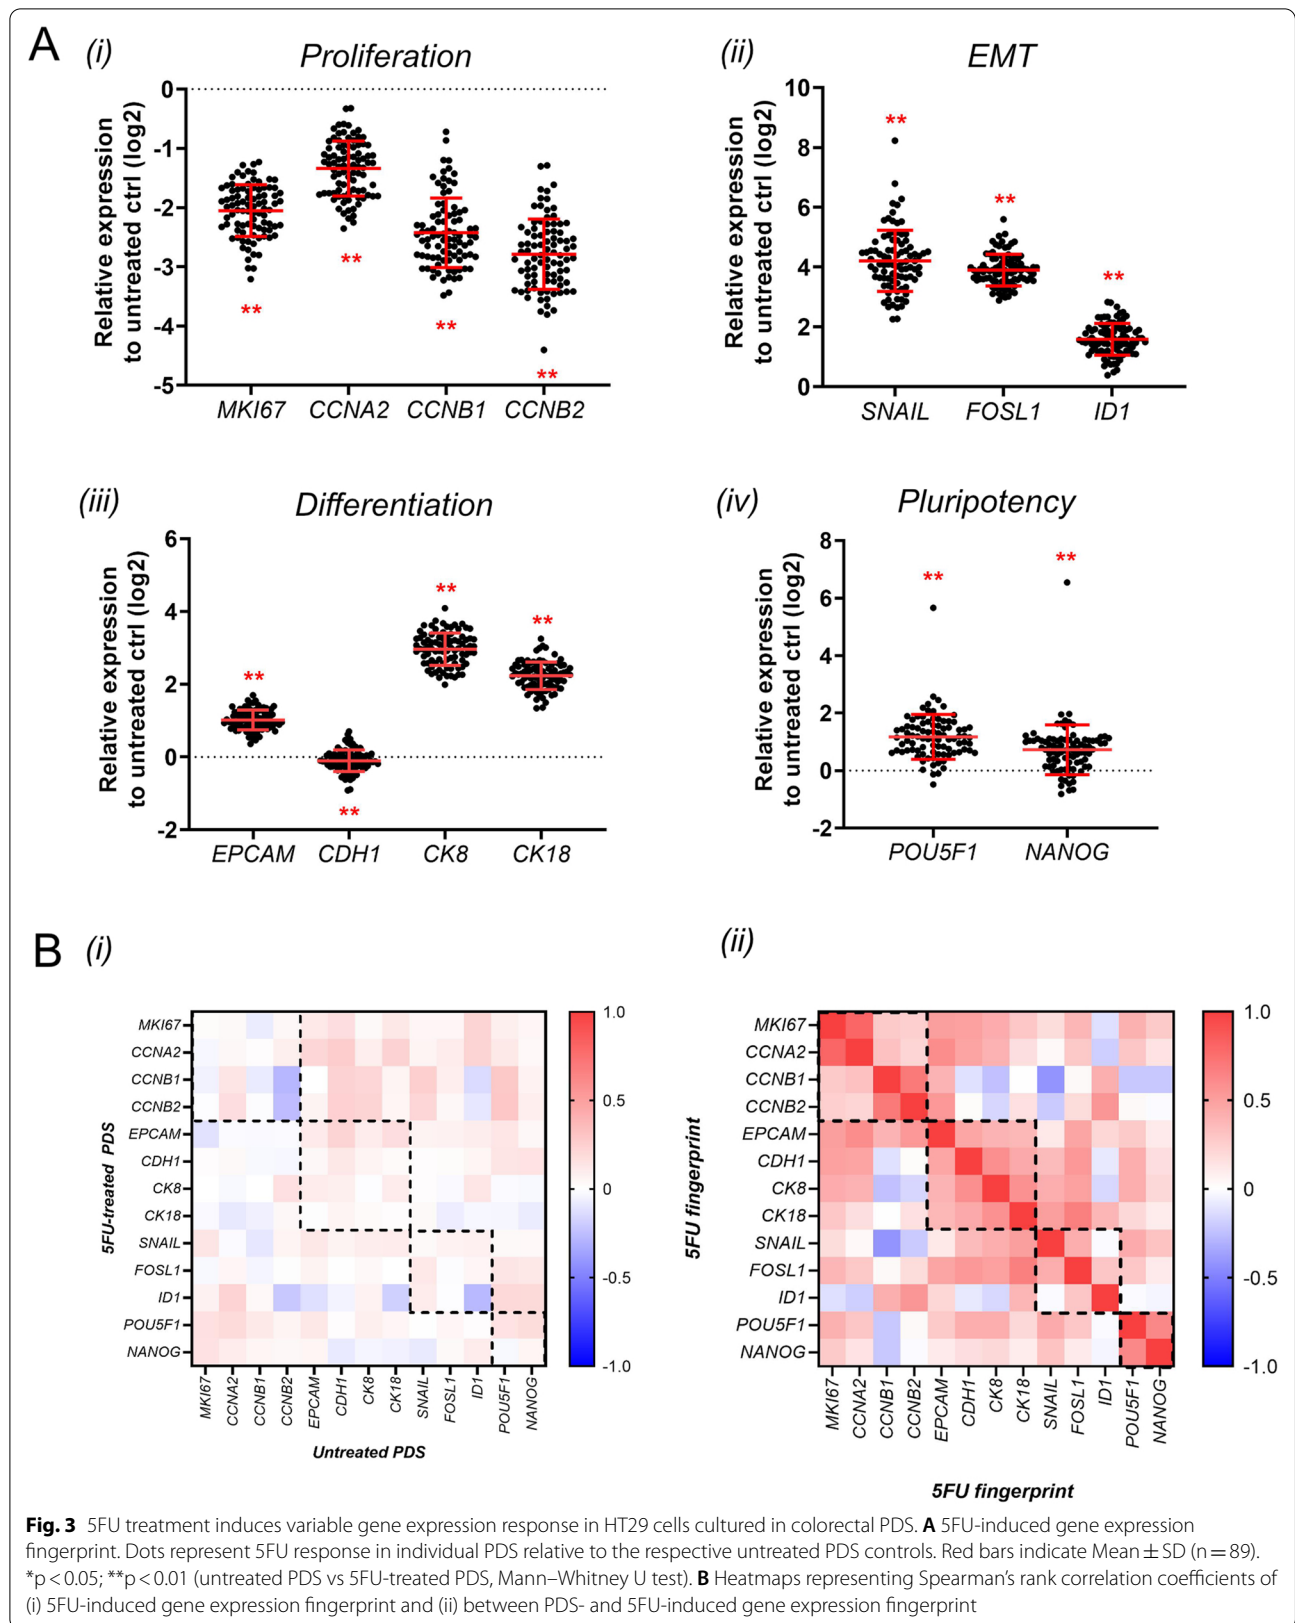 A
(i)
Proliferation
Relative expression
to untreated ctrl (log2)
0
-1
-2
-3
-4
-5
**
**
**
**
MKI67
CCNA2
CCNB1
CCNB2
(ii)
EMT
Relative expression
to untreated ctrl (log2)
10
8
6
4
2
0
**
**
**
SNAIL
FOSL1
ID1
(iii)
Differentiation
Relative expression
to untreated ctrl (log2)
6
4
2
0
-2
**
**
**
**
EPCAM
CDH1
CK8
CK18
(iv)
Pluripotency
Relative expression
to untreated ctrl (log2)
8
6
4
2
0
-2
**
**
POU5F1
NANOG
B
(i)
5FU-treated PDS
MKI67
CCNA2
CCNB1
CCNB2
EPCAM
CDH1
CK8
CK18
SNAIL
FOSL1
ID1
POU5F1
NANOG
MKI67
CCNA2
CCNB1
CCNB2
EPCAM
CDH1
CK8
CK18
SNAIL
FOSL1
ID1
POU5F1
NANOG
Untreated PDS
1.0
0.5
0
-0.5
-1.0
(ii)
5FU fingerprint
MKI67
CCNA2
CCNB1
CCNB2
EPCAM
CDH1
CK8
CK18
SNAIL
FOSL1
ID1
POU5F1
NANOG
MKI67
CCNA2
CCNB1
CCNB2
EPCAM
CDH1
CK8
CK18
SNAIL
FOSL1
ID1
POU5F1
NANOG
5FU fingerprint
1.0
0.5
0
-0.5
-1.0
Fig. 3 5FU treatment induces variable gene expression response in HT29 cells cultured in colorectal PDS. A 5FU-induced gene expression
fingerprint. Dots represent 5FU response in individual PDS relative to the respective untreated PDS controls. Red bars indicate Mean ± SD (n = 89).
*p < 0.05; **p < 0.01 (untreated PDS vs 5FU-treated PDS, Mann–Whitney U test). B Heatmaps representing Spearman's rank correlation coefficients of
(i) 5FU-induced gene expression fingerprint and (ii) between PDS- and 5FU-induced gene expression fingerprint